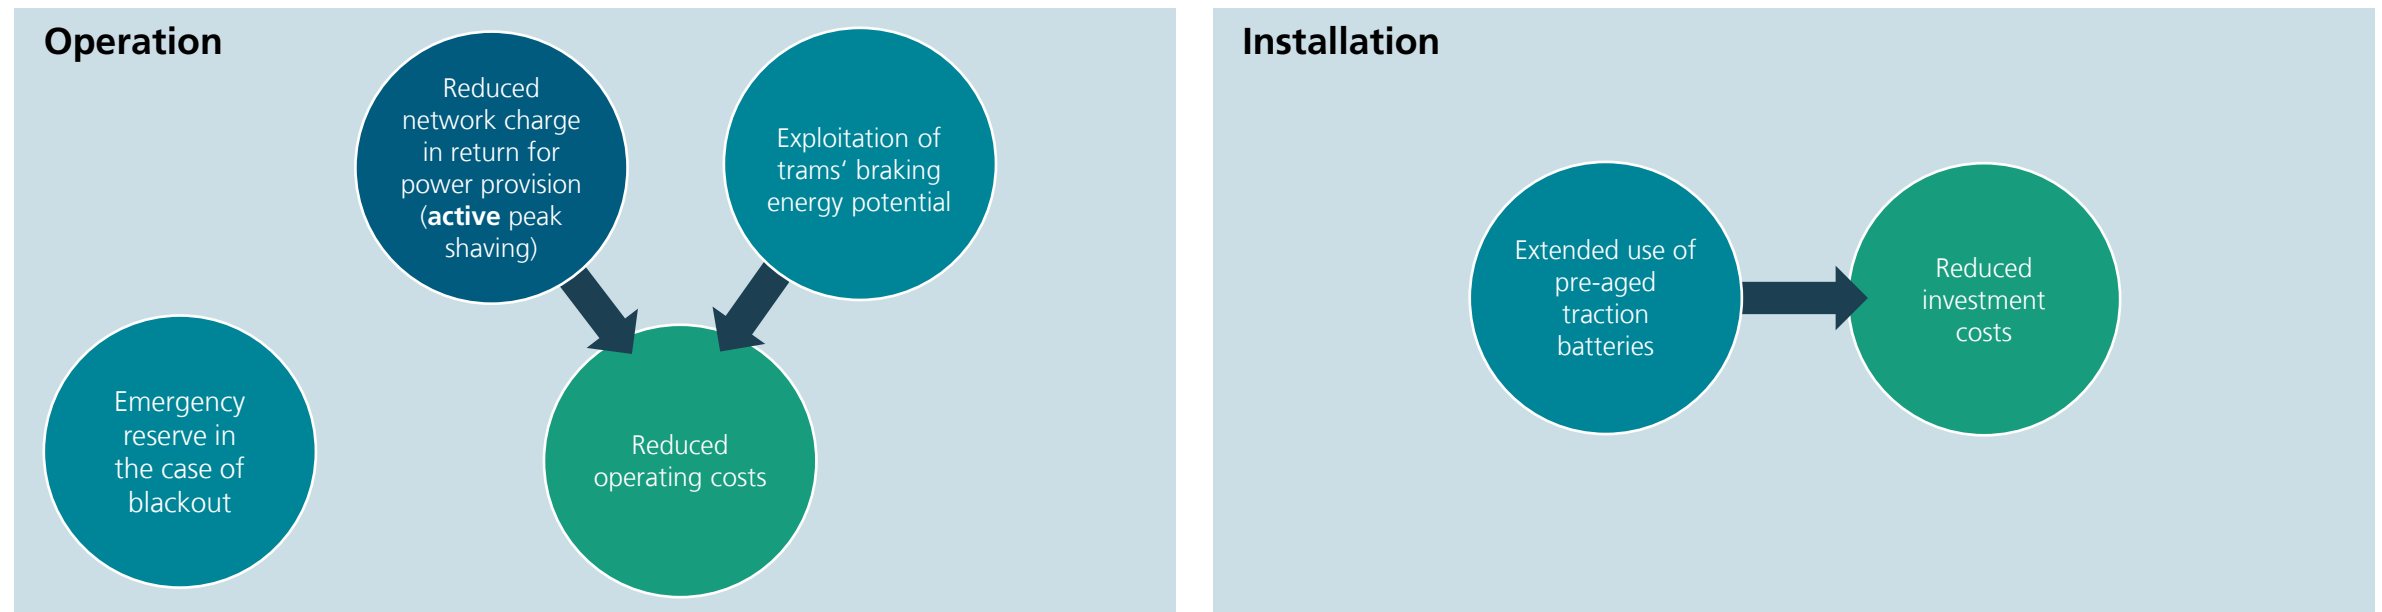 Operation
Reduced
network charge
in return for
power provision
(active peak
shaving)
Exploitation of
trams‘ braking
energy potential
Emergency
reserve in
the case of
blackout
Reduced
operating costs
Installation
Extended use of
pre-aged
traction
batteries
Reduced
investment
costs